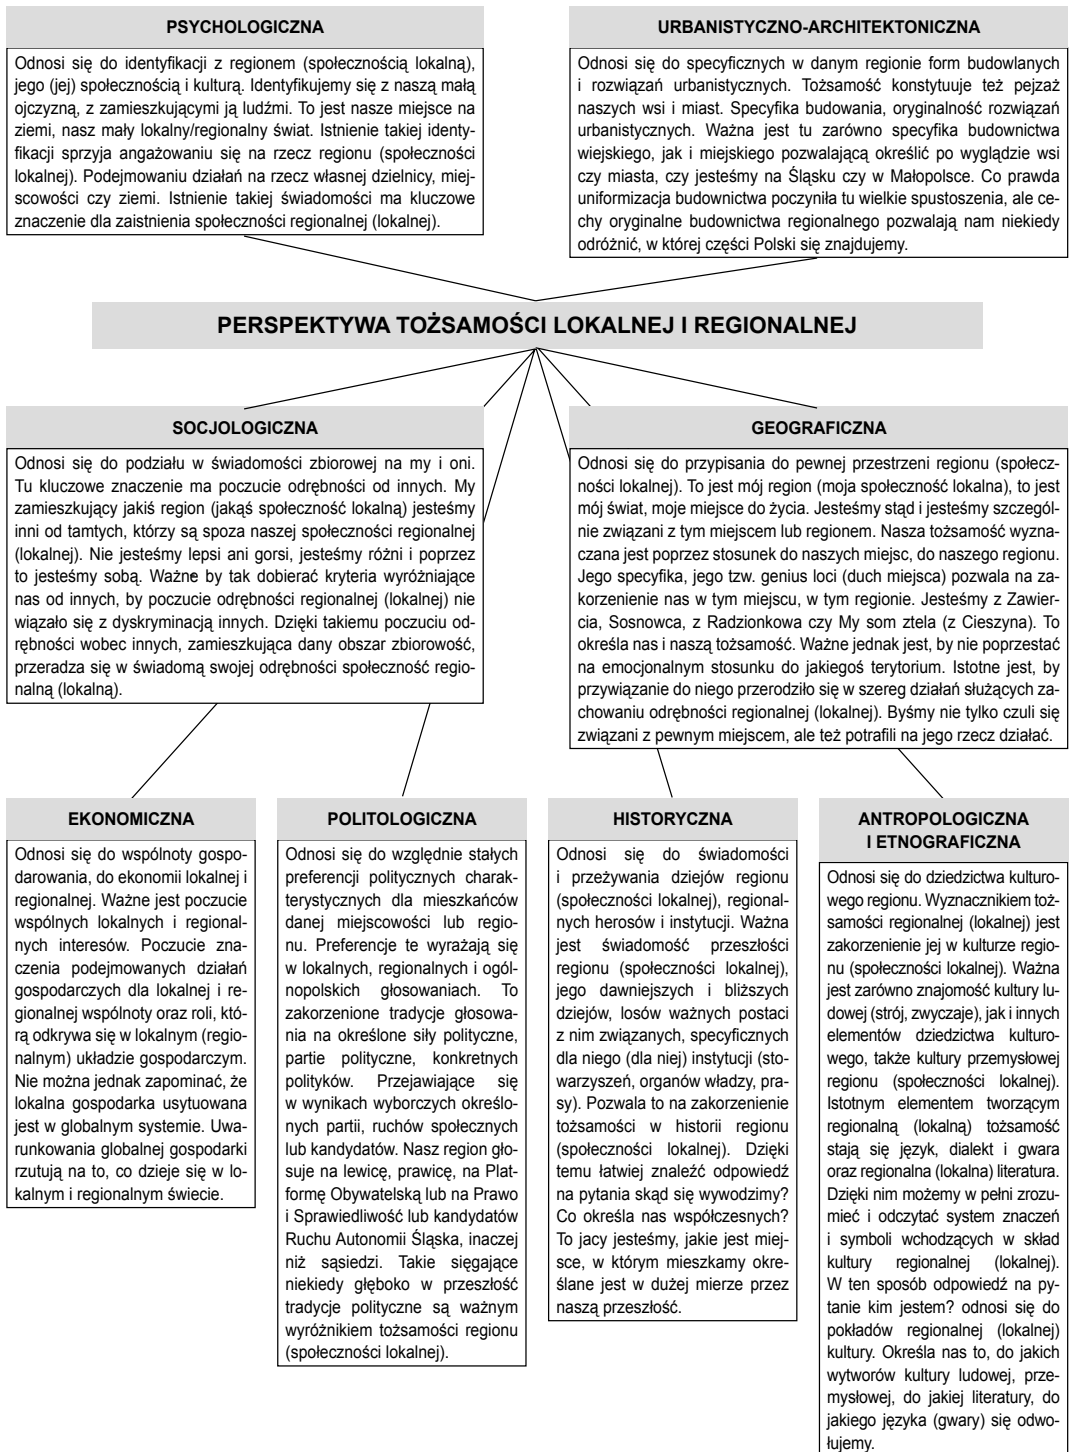 PSYCHOLOGICZNA
Odnosi się do identyfikacji z regionem (społecznością lokalną),
jego (jej) społecznością i kulturą. Identyfikujemy się z naszą małą
ojczyzną, z zamieszkującymi ją ludźmi. To jest nasze miejsce na
ziemi, nasz mały lokalny/regionalny świat. Istnienie takiej identy-
fikacji sprzyja angażowaniu się na rzecz regionu (społeczności
lokalnej). Podejmowaniu działań na rzecz własnej dzielnicy, miej-
scowości czy ziemi. Istnienie takiej świadomości ma kluczowe
znaczenie dla zaistnienia społeczności regionalnej (lokalnej).
URBANISTYCZNO-ARCHITEKTONICZNA
Odnosi się do specyficznych w danym regionie form budowlanych
i rozwiązań urbanistycznych. Tożsamość konstytuuje też pejzaż
naszych wsi i miast. Specyfika budowania, oryginalność rozwiązań
urbanistycznych. Ważna jest tu zarówno specyfika budownictwa
wiejskiego, jak i miejskiego pozwalającą określić po wyglądzie wsi
czy miasta, czy jesteśmy na Śląsku czy w Małopolsce. Co prawda
uniformizacja budownictwa poczyniła tu wielkie spustoszenia, ale ce-
chy oryginalne budownictwa regionalnego pozwalają nam niekiedy
odróżnić, w której części Polski się znajdujemy.
PERSPEKTYWA TOŻSAMOŚCI LOKALNEJ I REGIONALNEJ
SOCJOLOGICZNA
Odnosi się do podziału w świadomości zbiorowej na my i oni.
Tu kluczowe znaczenie ma poczucie odrębności od innych. My
zamieszkujący jakiś region (jakąś społeczność lokalną) jesteśmy
inni od tamtych, którzy są spoza naszej społeczności regionalnej
(lokalnej). Nie jesteśmy lepsi ani gorsi, jesteśmy różni i poprzez
to jesteśmy sobą. Ważne by tak dobierać kryteria wyróżniające
nas od innych, by poczucie odrębności regionalnej (lokalnej) nie
wiązało się z dyskryminacją innych. Dzięki takiemu poczuciu od-
rębności wobec innych, zamieszkująca dany obszar zbiorowość,
przeradza się w świadomą swojej odrębności społeczność regio-
nalną (lokalną).
GEOGRAFICZNA
Odnosi się do przypisania do pewnej przestrzeni regionu (społecz-
ności lokalnej). To jest mój region (moja społeczność lokalna), to jest
mój świat, moje miejsce do życia. Jesteśmy stąd i jesteśmy szczegól-
nie związani z tym miejscem lub regionem. Nasza tożsamość wyzna-
czana jest poprzez stosunek do naszych miejsc, do naszego regionu.
Jego specyfika, jego tzw. genius loci (duch miejsca) pozwala na za-
korzenienie nas w tym miejscu, w tym regionie. Jesteśmy z Zawier-
cia, Sosnowca, z Radzionkowa czy My som ztela (z Cieszyna). To
określa nas i naszą tożsamość. Ważne jednak jest, by nie poprzestać
na emocjonalnym stosunku do jakiegoś terytorium. Istotne jest, by
przywiązanie do niego przerodziło się w szereg działań służących za-
chowaniu odrębności regionalnej (lokalnej). Byśmy nie tylko czuli się
związani z pewnym miejscem, ale też potrafili na jego rzecz działać.
EKONOMICZNA
Odnosi się do wspólnoty gospo-
darowania, do ekonomii lokalnej i
regionalnej. Ważne jest poczucie
wspólnych lokalnych i regional-
nych interesów. Poczucie zna-
czenia podejmowanych działań
gospodarczych dla lokalnej i re-
gionalnej wspólnoty oraz roli, któ-
rą odkrywa się w lokalnym (regio-
nalnym) układzie gospodarczym.
Nie można jednak zapominać, że
lokalna gospodarka usytuowana
jest w globalnym systemie. Uwa-
runkowania globalnej gospodarki
rzutują na to, co dzieje się w lo-
kalnym i regionalnym świecie.
POLITOLOGICZNA
Odnosi się do względnie stałych
preferencji politycznych charak-
terystycznych dla mieszkańców
danej miejscowości lub regio-
nu. Preferencje te wyrażają się
w lokalnych, regionalnych i ogól-
nopolskich głosowaniach. To
zakorzenione tradycje głosowa-
nia na określone siły polityczne,
partie polityczne, konkretnych
polityków. Przejawiające się
w wynikach wyborczych określo-
nych partii, ruchów społecznych
lub kandydatów. Nasz region gło-
suje na lewicę, prawicę, na Plat-
formę Obywatelską lub na Prawo
i Sprawiedliwość lub kandydatów
Ruchu Autonomii Śląska, inaczej
niż sąsiedzi. Takie sięgające
niekiedy głęboko w przeszłość
tradycje polityczne są ważnym
wyróżnikiem tożsamości regionu
(społeczności lokalnej).
HISTORYCZNA
Odnosi się do świadomości
i przeżywania dziejów regionu
(społeczności lokalnej), regional-
nych herosów i instytucji. Ważna
jest świadomość przeszłości
regionu (społeczności lokalnej),
jego dawniejszych i bliższych
dziejów, losów ważnych postaci
z nim związanych, specyficznych
dla niego (dla niej) instytucji (sto-
warzyszeń, organów władzy, pra-
sy). Pozwala to na zakorzenienie
tożsamości w historii regionu
(społeczności lokalnej). Dzięki
temu łatwiej znaleźć odpowiedź
na pytania skąd się wywodzimy?
Co określa nas współczesnych?
To jacy jesteśmy, jakie jest miej-
sce, w którym mieszkamy okre-
ślane jest w dużej mierze przez
naszą przeszłość.
ANTROPOLOGICZNA
I ETNOGRAFICZNA
Odnosi się do dziedzictwa kulturo-
wego regionu. Wyznacznikiem toż-
samości regionalnej (lokalnej) jest
zakorzenienie jej w kulturze regio-
nu (społeczności lokalnej). Ważna
jest zarówno znajomość kultury lu-
dowej (strój, zwyczaje), jak i innych
elementów dziedzictwa kulturo-
wego, także kultury przemysłowej
regionu (społeczności lokalnej).
Istotnym elementem tworzącym
regionalną (lokalną) tożsamość
stają się język, dialekt i gwara
oraz regionalna (lokalna) literatura.
Dzięki nim możemy w pełni zrozu-
mieć i odczytać system znaczeń
i symboli wchodzących w skład
kultury regionalnej (lokalnej).
W ten sposób odpowiedź na py-
tanie kim jestem? odnosi się do
pokładów regionalnej (lokalnej)
kultury. Określa nas to, do jakich
wytworów kultury ludowej, prze-
mysłowej, do jakiej literatury, do
jakiego języka (gwary) się odwo-
łujemy.